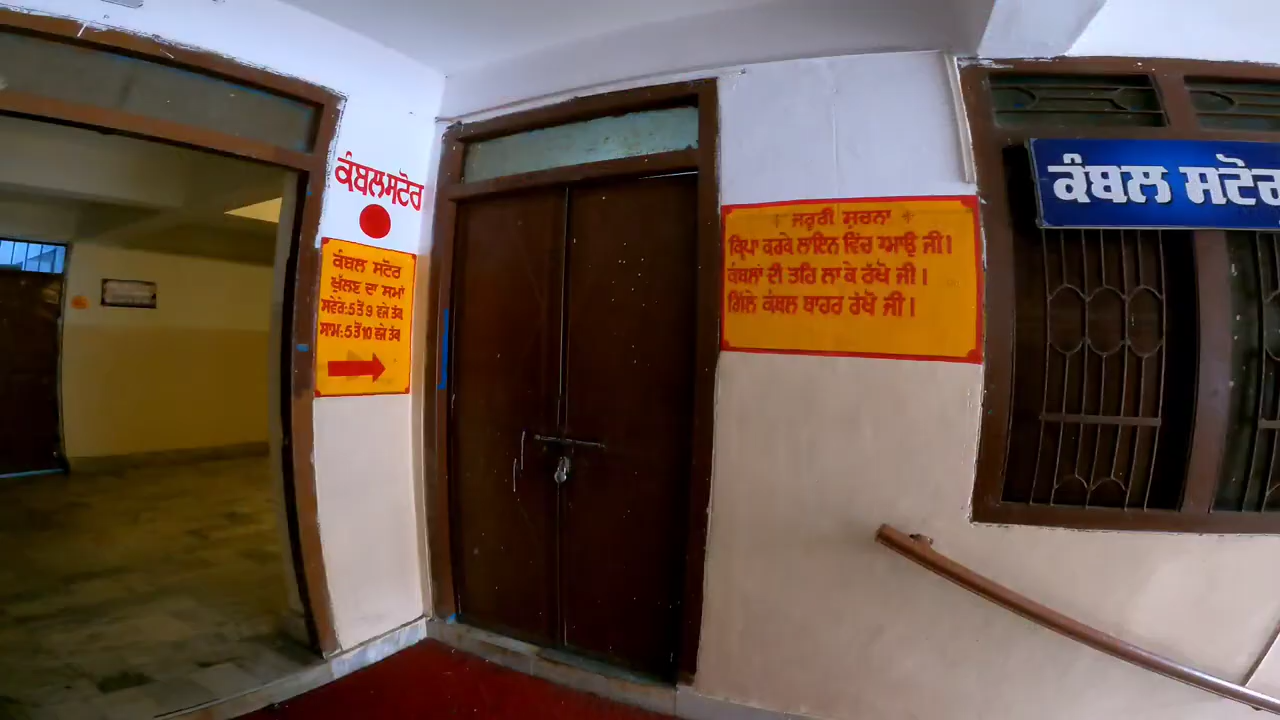 ਕੰਬਲ ਸਟੋਰ
ਕੰਬਲ ਸਟੋਰ
ਖੁੱਲਣ ਦਾ ਸਮਾਂ
ਸਵੇਰ:5 ਤੋਂ 9 ਵਜੇ ਤੱਕ
ਸਾਮ:5 ਤੋਂ 10 ਵਜੇ ਤੱਕ
ਜਰੂਰੀ ਸੂਚਨਾ
ਕ੍ਰਿਪਾ ਕਰਕੇ ਲਾਇਨ ਵਿੱਚ ਆਉ ਜੀ।
ਕੰਬਲਾਂ ਦੀ ਤਹਿ ਲਾ ਕੇ ਰੱਖੋ ਜੀ।
ਗਿੱਲੇ ਕੰਬਲ ਬਾਹਰ ਰੱਖੋ ਜੀ।
ਕੰਬਲ ਸਟੋਰ